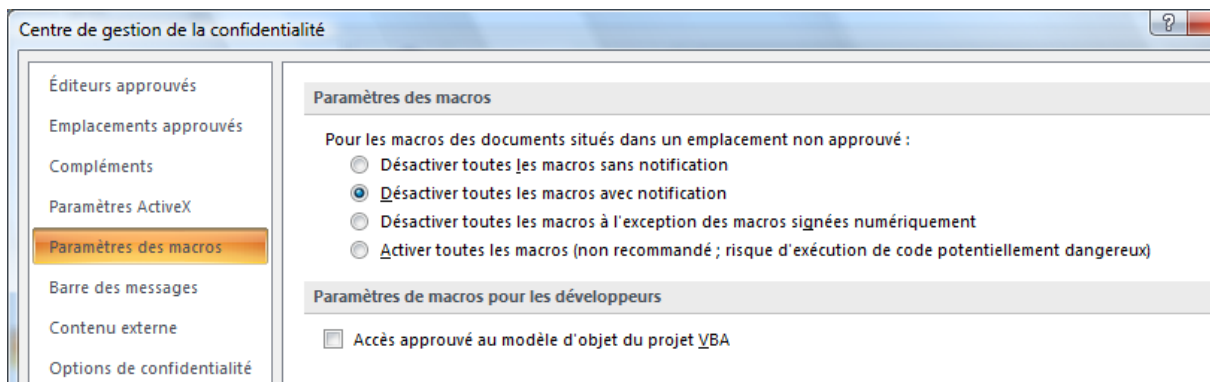 Centre de gestion de la confidentialité
?
Éditeurs approuvés
Emplacements approuvés
Compléments
Paramètres ActiveX
Paramètres des macros
Barre des messages
Contenu externe
Options de confidentialité
Paramètres des macros
Pour les macros des documents situés dans un emplacement non approuvé :
Désactiver toutes les macros sans notification
Désactiver toutes les macros avec notification
Désactiver toutes les macros à l'exception des macros signées numériquement
Activer toutes les macros (non recommandé ; risque d'exécution de code potentiellement dangereux)
Paramètres de macros pour les développeurs
Accès approuvé au modèle d'objet du projet VBA